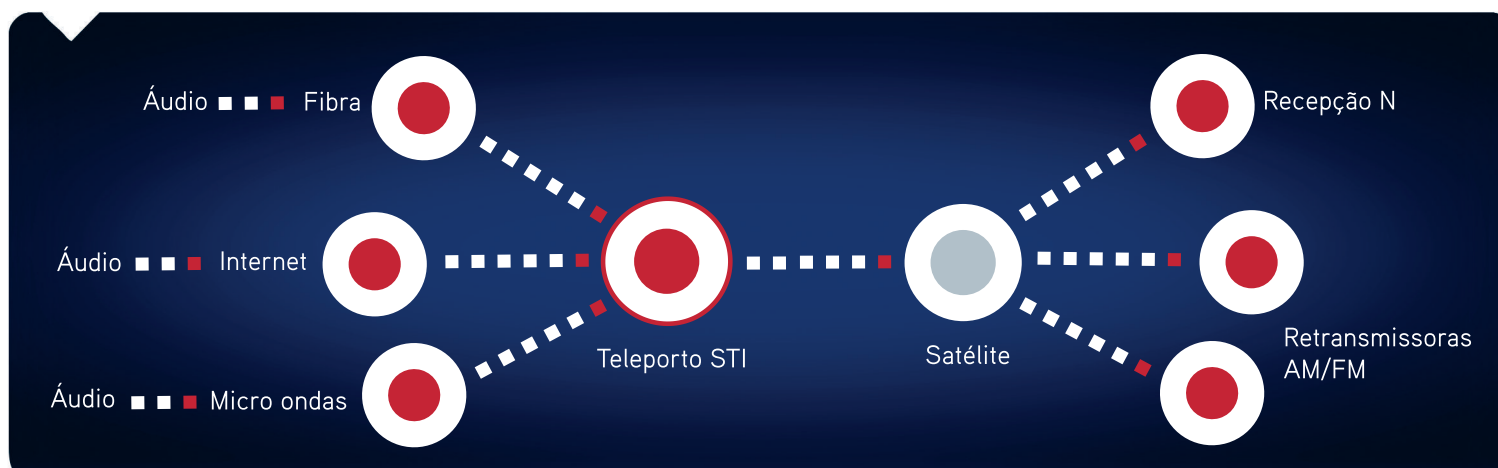 Áudio Fibra
Recepção N
Áudio Internet
Retransmissoras
AM/FM
Teleporto STI
Satélite
Áudio Micro ondas